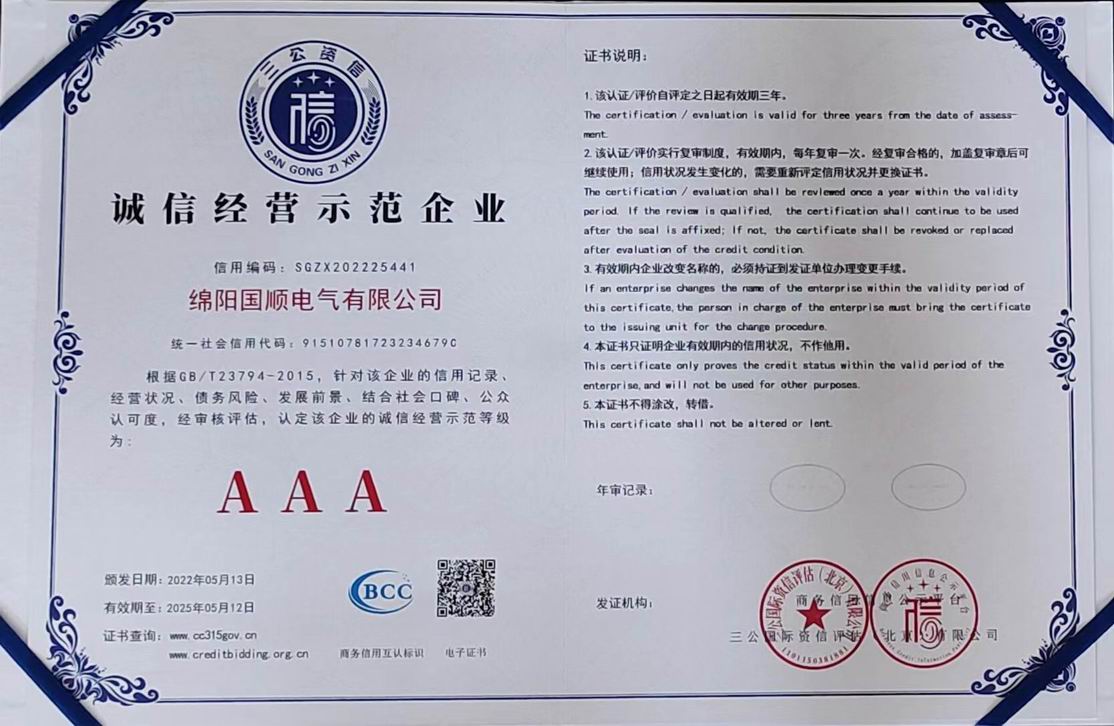 三公资信
SAN GONG ZI XIN
诚信经营示范企业
信用编码：SGZX202225441
绵阳国顺电气有限公司
统一社会信用代码：91510781723234679C
根据GB/T23794-2015，针对该企业的信用记录、
经营状况、债务风险、发展前景、结合社会口碑、公众
认可度，经审核评估，认定该企业的诚信经营示范等级
为：
AAA
颁发日期：2022年05月13日
有效期至：2025年05月12日
证书查询：www.cc315gov.cn
www.creditbidding.org.cn
BCC
商务信用互认标识
电子证书
证书说明：
1.该认证/评价自评定之日起有效期三年。
The certification / evaluation is valid for three years from the date of assess-
ment.
2.该认证/评价实行复审制度，有效期内，每年复审一次。经复审合格的，加盖复审章后可
继续使用；信用状况发生变化的，需要重新评定信用状况并更换证书。
The certification / evaluation shall be reviewed once a year within the validity
period. If the review is qualified, the certification shall continue to be used
after the seal is affixed; If not, the certificate shall be revoked or replaced
after evaluation of the credit condition.
3.有效期内企业改变名称的，必须持证到发证单位办理变更手续。
If an enterprise changes the name of the enterprise within the validity period of
this certificate,the person in charge of the enterprise must bring the certificate
to the issuing unit for the change procedure.
4.本证书只证明企业有效期内的信用状况，不作他用。
This certificate only proves the credit status within the valid period of the
enterprise,and will not be used for other purposes.
5.本证书不得涂改，转借。
This certificate shall not be altered or lent.
年审记录：
发证机构：
商务信用信息公示平台
三公国际资信评估（北京）有限公司